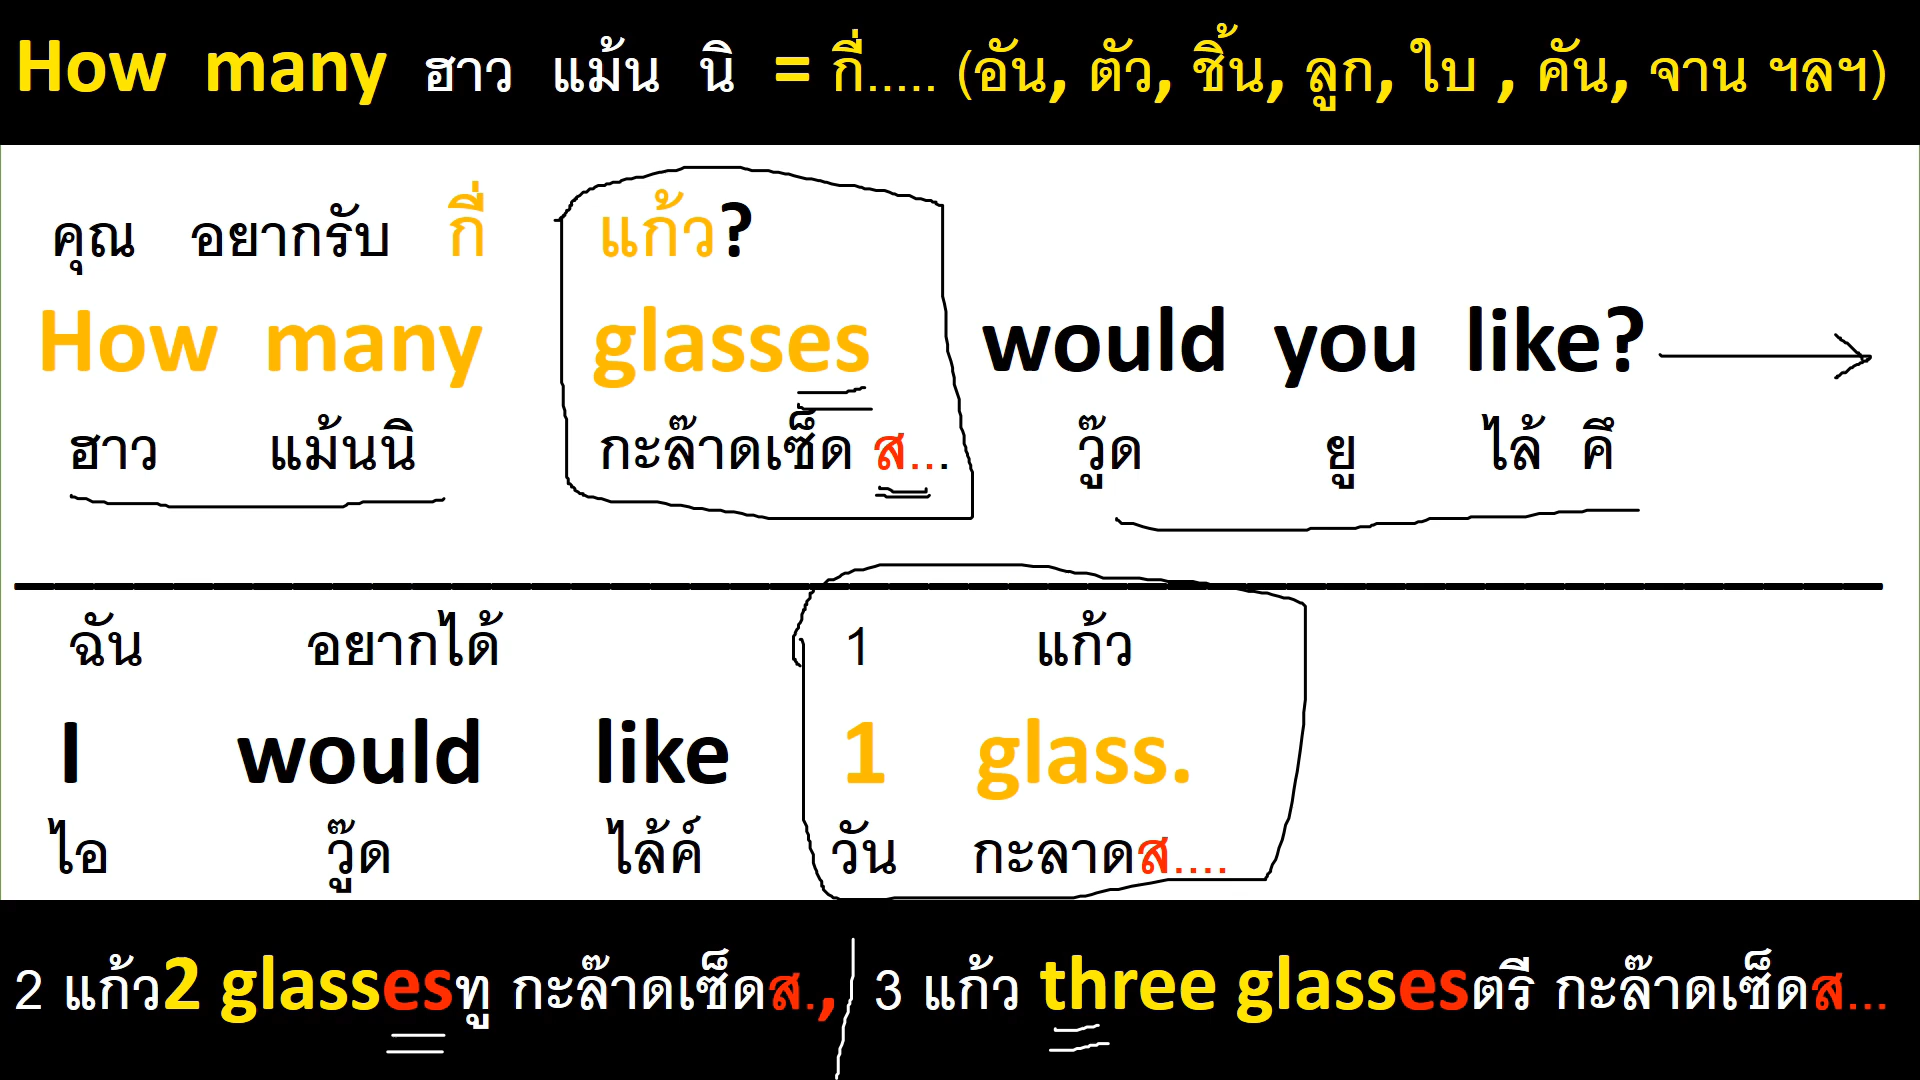 How many ฮาว แม้น นิ = กี่..... (อัน, ตัว, ชิ้น, ลูก, ใบ , คัน, จาน ฯลฯ)
คุณ อยากรับ กี่ แก้ว?
How many glasses would you like?
ฮาว แม้นนิ กะล๊าดเซ็ด ส... วู๊ด ยู ไล้ คึ
ฉัน อยากได้ 1 แก้ว
I would like 1 glass.
ไอ วู๊ด ไล้ค์ วัน กะลาดส....
2 แก้ว2 glassesทู กะล๊าดเซ็ดส., 3 แก้ว three glassesตรี กะล๊าดเซ็ดส...